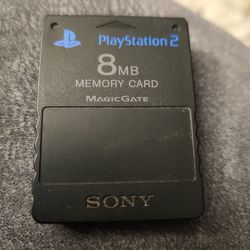 PlayStation 2
8MB
MEMORY CARD
MAGICGATE
SONY